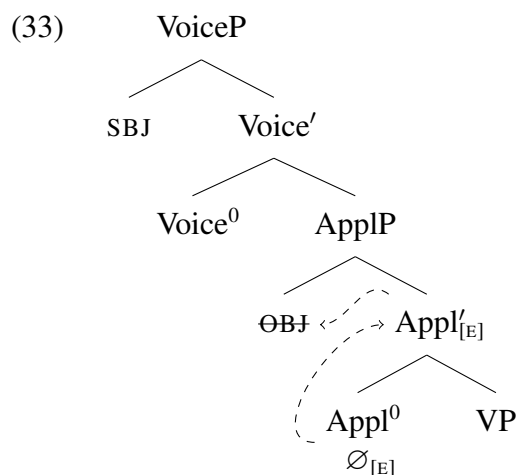 (33) VoiceP
SBJ Voice′
Voice⁰ ApplP
OBJ Appl′[E]
Appl⁰ VP
∅[E]